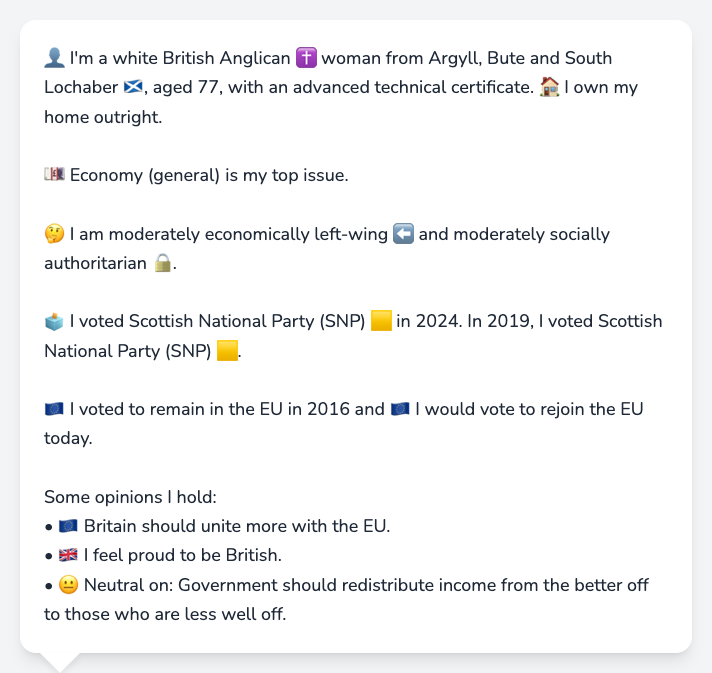 👤 I'm a white British Anglican ✝️ woman from Argyll, Bute and South
Lochaber 🏴󠁧󠁢󠁳󠁣󠁴󠁿, aged 77, with an advanced technical certificate. 🏠 I own my
home outright.
💷 Economy (general) is my top issue.
🤔 I am moderately economically left-wing ⬅️ and moderately socially
authoritarian 🔒.
🗳️ I voted Scottish National Party (SNP) 🟨 in 2024. In 2019, I voted Scottish
National Party (SNP) 🟨.
🇪🇺 I voted to remain in the EU in 2016 and 🇪🇺 I would vote to rejoin the EU
today.
Some opinions I hold:
• 🇪🇺 Britain should unite more with the EU.
• 🇬🇧 I feel proud to be British.
• 😐 Neutral on: Government should redistribute income from the better off
to those who are less well off.